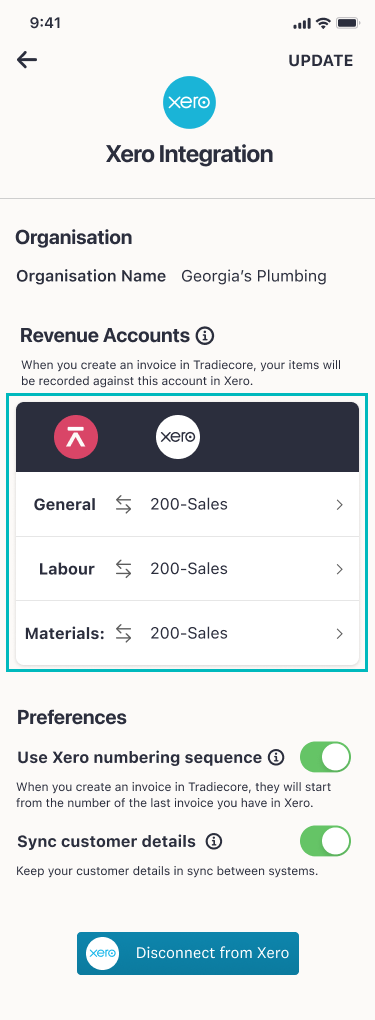 9:41
UPDATE
xero
Xero Integration
Organisation
Organisation Name Georgia’s Plumbing
Revenue Accounts
When you create an invoice in Tradiecore, your items will
be recorded against this account in Xero.
xero
General 200-Sales
Labour 200-Sales
Materials: 200-Sales
Preferences
Use Xero numbering sequence
When you create an invoice in Tradiecore, they will start
from the number of the last invoice you have in Xero.
Sync customer details
Keep your customer details in sync between systems.
xero Disconnect from Xero